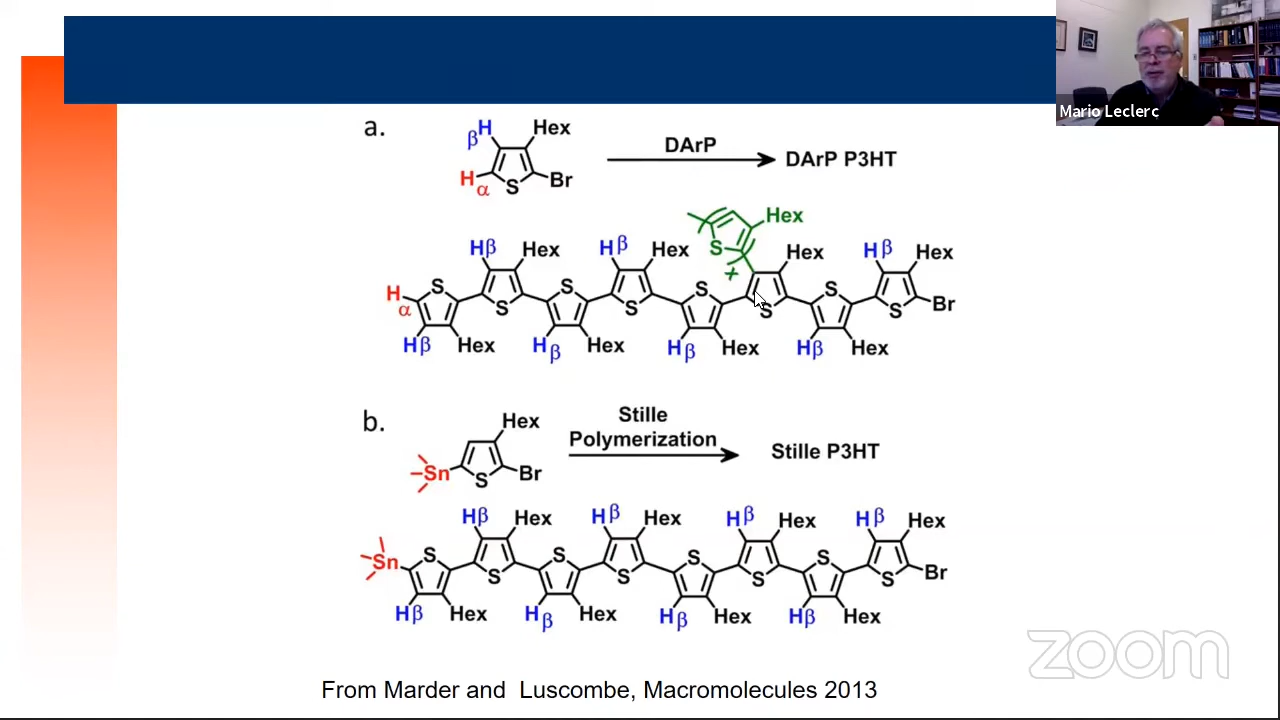 Mario Leclerc
a.
βH Hex
H α S Br
DArP
DArP P3HT
Hex
S
+
Hβ Hex Hβ Hex Hex Hβ Hex
H α S S S S S S S S Br
Hβ Hex Hβ Hex Hβ Hex Hβ Hex
b.
Hex
Sn S Br
Stille
Polymerization
Stille P3HT
Hβ Hex Hβ Hex Hβ Hex Hβ Hex
Sn S S S S S S S S Br
Hβ Hex Hβ Hex Hβ Hex Hβ Hex
zoom
From Marder and Luscombe, Macromolecules 2013